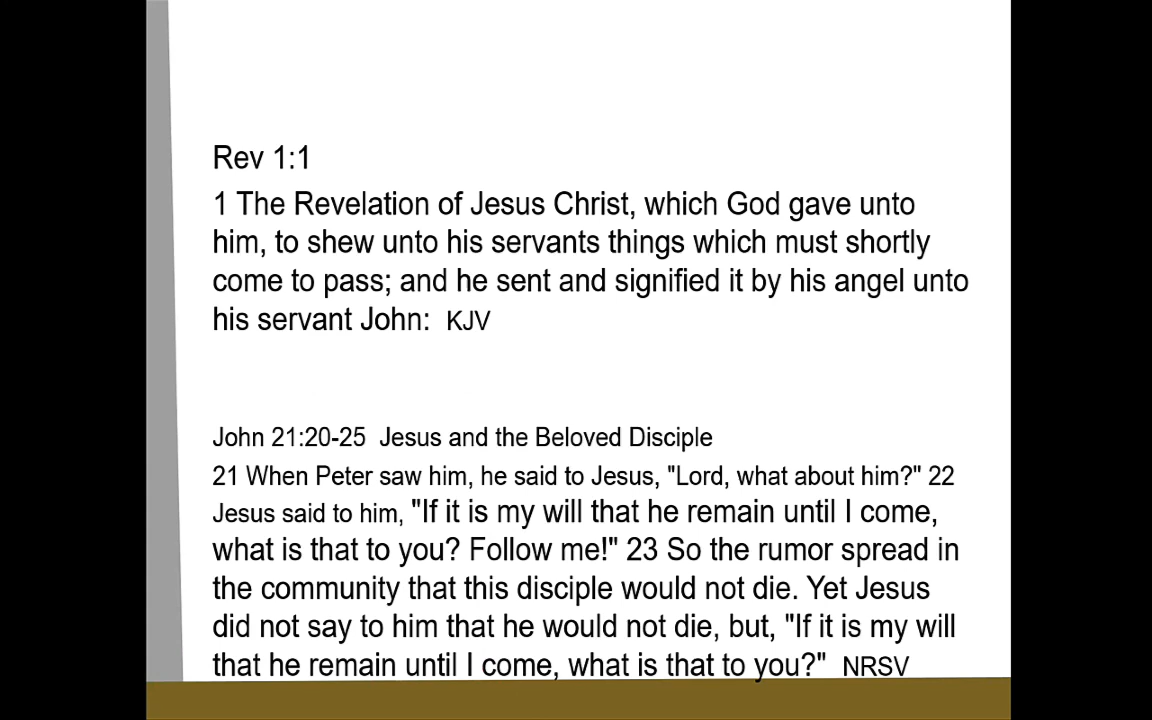 Rev 1:1
1 The Revelation of Jesus Christ, which God gave unto
him, to shew unto his servants things which must shortly
come to pass; and he sent and signified it by his angel unto
his servant John: KJV
John 21:20-25 Jesus and the Beloved Disciple
21 When Peter saw him, he said to Jesus, "Lord, what about him?" 22
Jesus said to him, "If it is my will that he remain until I come,
what is that to you? Follow me!" 23 So the rumor spread in
the community that this disciple would not die. Yet Jesus
did not say to him that he would not die, but, "If it is my will
that he remain until I come, what is that to you?" NRSV